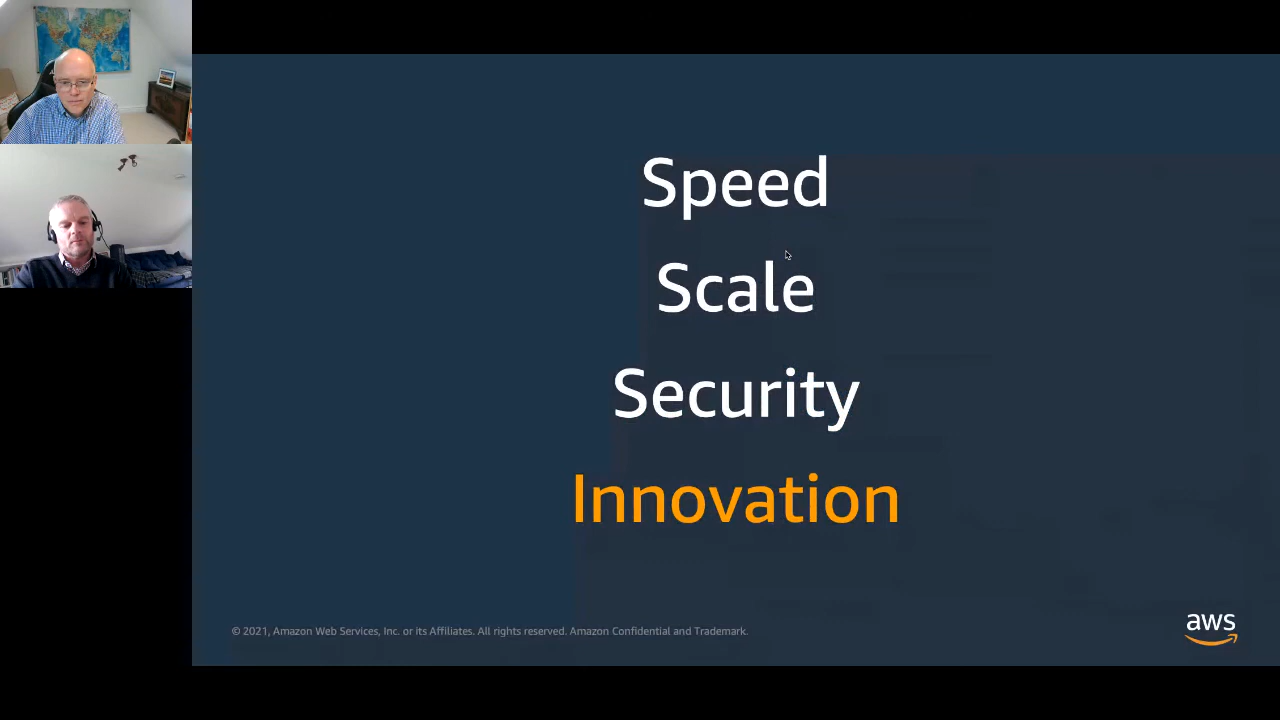 Speed
Scale
Security
Innovation
© 2021, Amazon Web Services, Inc. or its Affiliates. All rights reserved. Amazon Confidential and Trademark.
aws